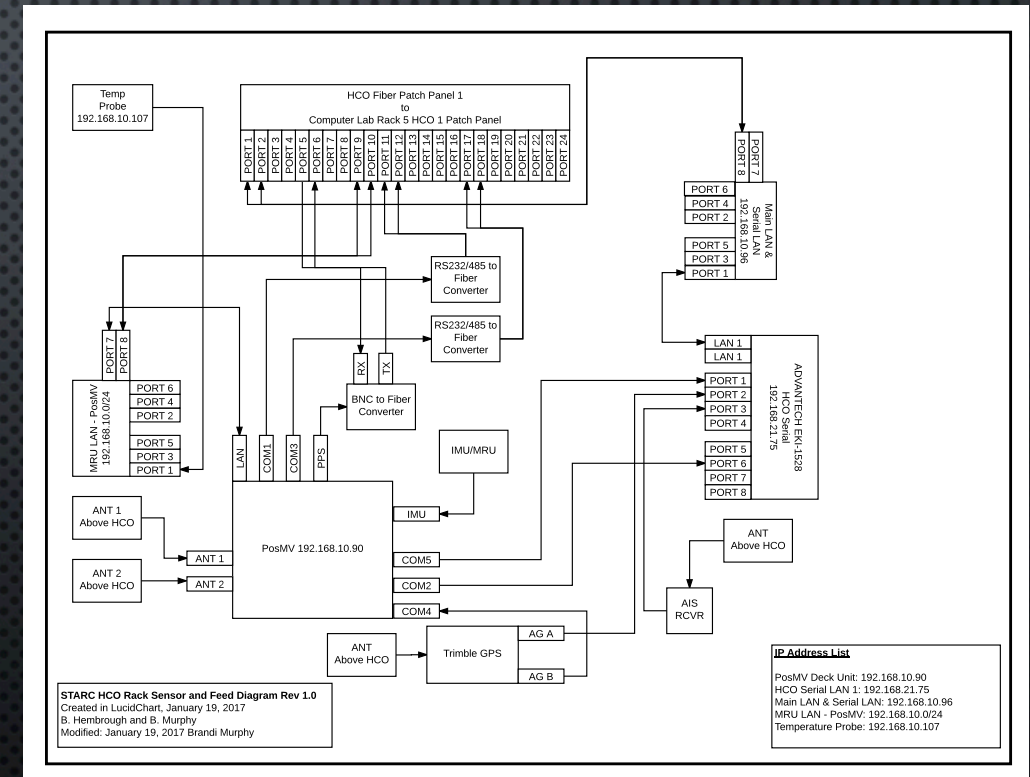 Temp
Probe
192.168.10.107
HCO Fiber Patch Panel 1
to
Computer Lab Rack 5 HCO 1 Patch Panel
PORT 1
PORT 2
PORT 3
PORT 4
PORT 5
PORT 6
PORT 7
PORT 8
PORT 9
PORT 10
PORT 11
PORT 12
PORT 13
PORT 14
PORT 15
PORT 16
PORT 17
PORT 18
PORT 19
PORT 20
PORT 21
PORT 22
PORT 23
PORT 24
PORT 8
PORT 7
PORT 6
PORT 4
PORT 2
PORT 5
PORT 3
PORT 1
Main LAN &
Serial LAN
192.168.10.96
RS232/485 to
Fiber
Converter
RS232/485 to
Fiber
Converter
RX
TX
BNC to Fiber
Converter
PORT 7
PORT 8
MRU LAN - PosMV
192.168.10.0/24
PORT 6
PORT 4
PORT 2
PORT 5
PORT 3
PORT 1
LAN 1
LAN 1
PORT 1
PORT 2
PORT 3
PORT 4
PORT 5
PORT 6
PORT 7
PORT 8
ADVANTECH EKI-1528
HCO Serial
192.168.21.75
LAN
COM1
COM3
PPS
IMU/MRU
ANT 1
Above HCO
ANT 2
Above HCO
ANT 1
ANT 2
PosMV 192.168.10.90
IMU
COM5
COM2
COM4
ANT
Above HCO
AIS
RCVR
ANT
Above HCO
Trimble GPS
AG A
AG B
STARC HCO Rack Sensor and Feed Diagram Rev 1.0
Created in LucidChart, January 19, 2017
B. Hembrough and B. Murphy
Modified: January 19, 2017 Brandi Murphy
IP Address List
PosMV Deck Unit: 192.168.10.90
HCO Serial LAN 1: 192.168.21.75
Main LAN & Serial LAN: 192.168.10.96
MRU LAN - PosMV: 192.168.10.0/24
Temperature Probe: 192.168.10.107